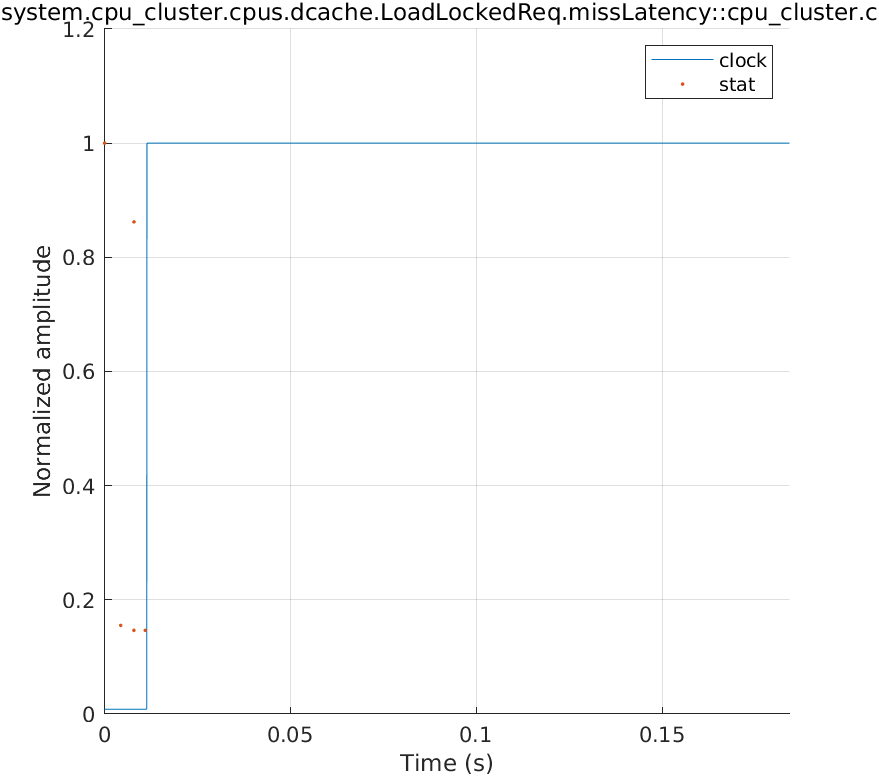 system.cpu_cluster.cpus.dcache.LoadLockedReq.missLatency::cpu_cluster.c
1.2
clock
stat
1
0.8
0.6
0.4
0.2
0
Normalized amplitude
0
0.05
0.1
0.15
Time (s)